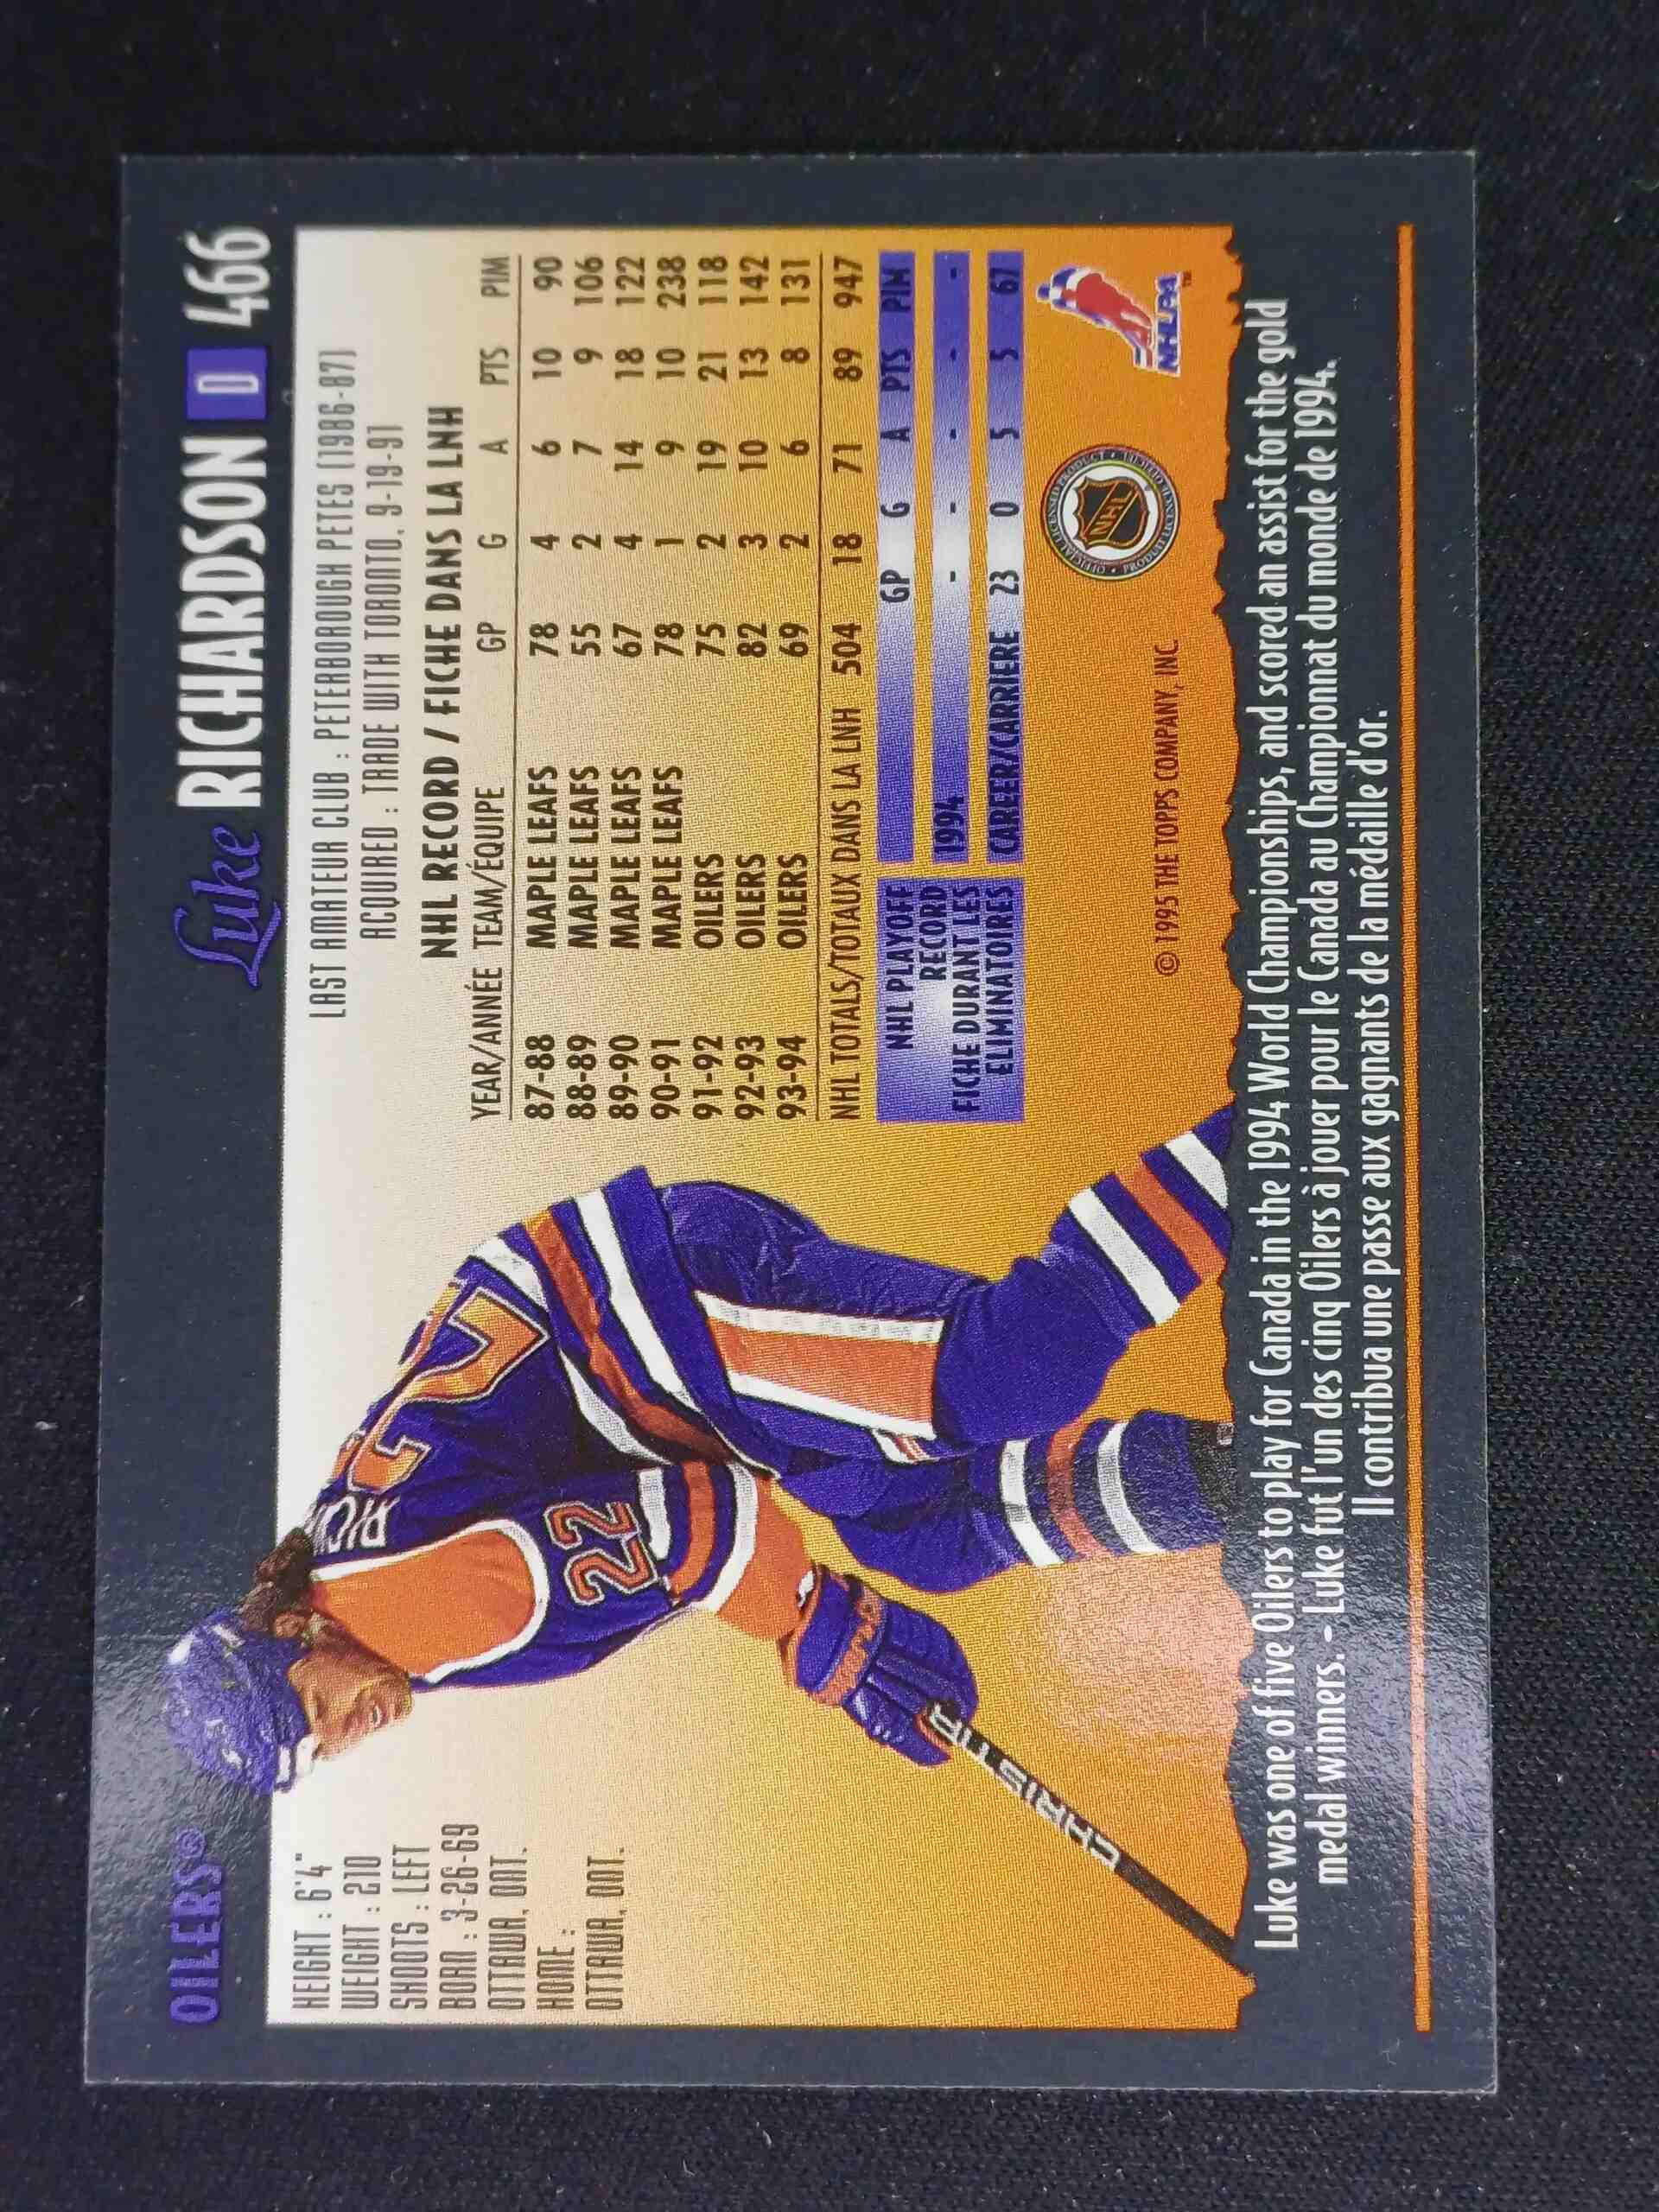 OILERS® Luke RICHARDSON D 466
HEIGHT : 6'4"
WEIGHT : 210
SHOOTS : LEFT
BORN : 3-26-69
OTTAWA, ONT.
HOME :
OTTAWA, ONT.
22
22
CHRISTIA
LAST AMATEUR CLUB : PETERBOROUGH PETES (1986-87)
ACQUIRED : TRADE WITH TORONTO, 9-19-91
NHL RECORD / FICHE DANS LA LNH
YEAR/ANNÉE TEAM/ÉQUIPE GP G A PTS PIM
87-88 MAPLE LEAFS 78 4 6 10 90
88-89 MAPLE LEAFS 55 2 7 9 106
89-90 MAPLE LEAFS 67 4 14 18 122
90-91 MAPLE LEAFS 78 1 9 10 238
91-92 OILERS 75 2 19 21 118
92-93 OILERS 82 3 10 13 142
93-94 OILERS 69 2 6 8 131
NHL TOTALS/TOTAUX DANS LA LNH 504 18 71 89 947
NHL PLAYOFF
RECORD
FICHE DURANT LES
ELIMINATOIRES
GP G A PTS PIM
1994 - - - - -
CAREER/CARRIERE 23 0 5 5 67
© 1995 THE TOPPS COMPANY, INC.
NHL
NHLPA™
Luke was one of five Oilers to play for Canada in the 1994 World Championships, and scored an assist for the gold
medal winners. - Luke fut l'un des cinq Oilers à jouer pour le Canada au Championnat du monde de 1994.
Il contribua une passe aux gagnants de la médaille d'or.